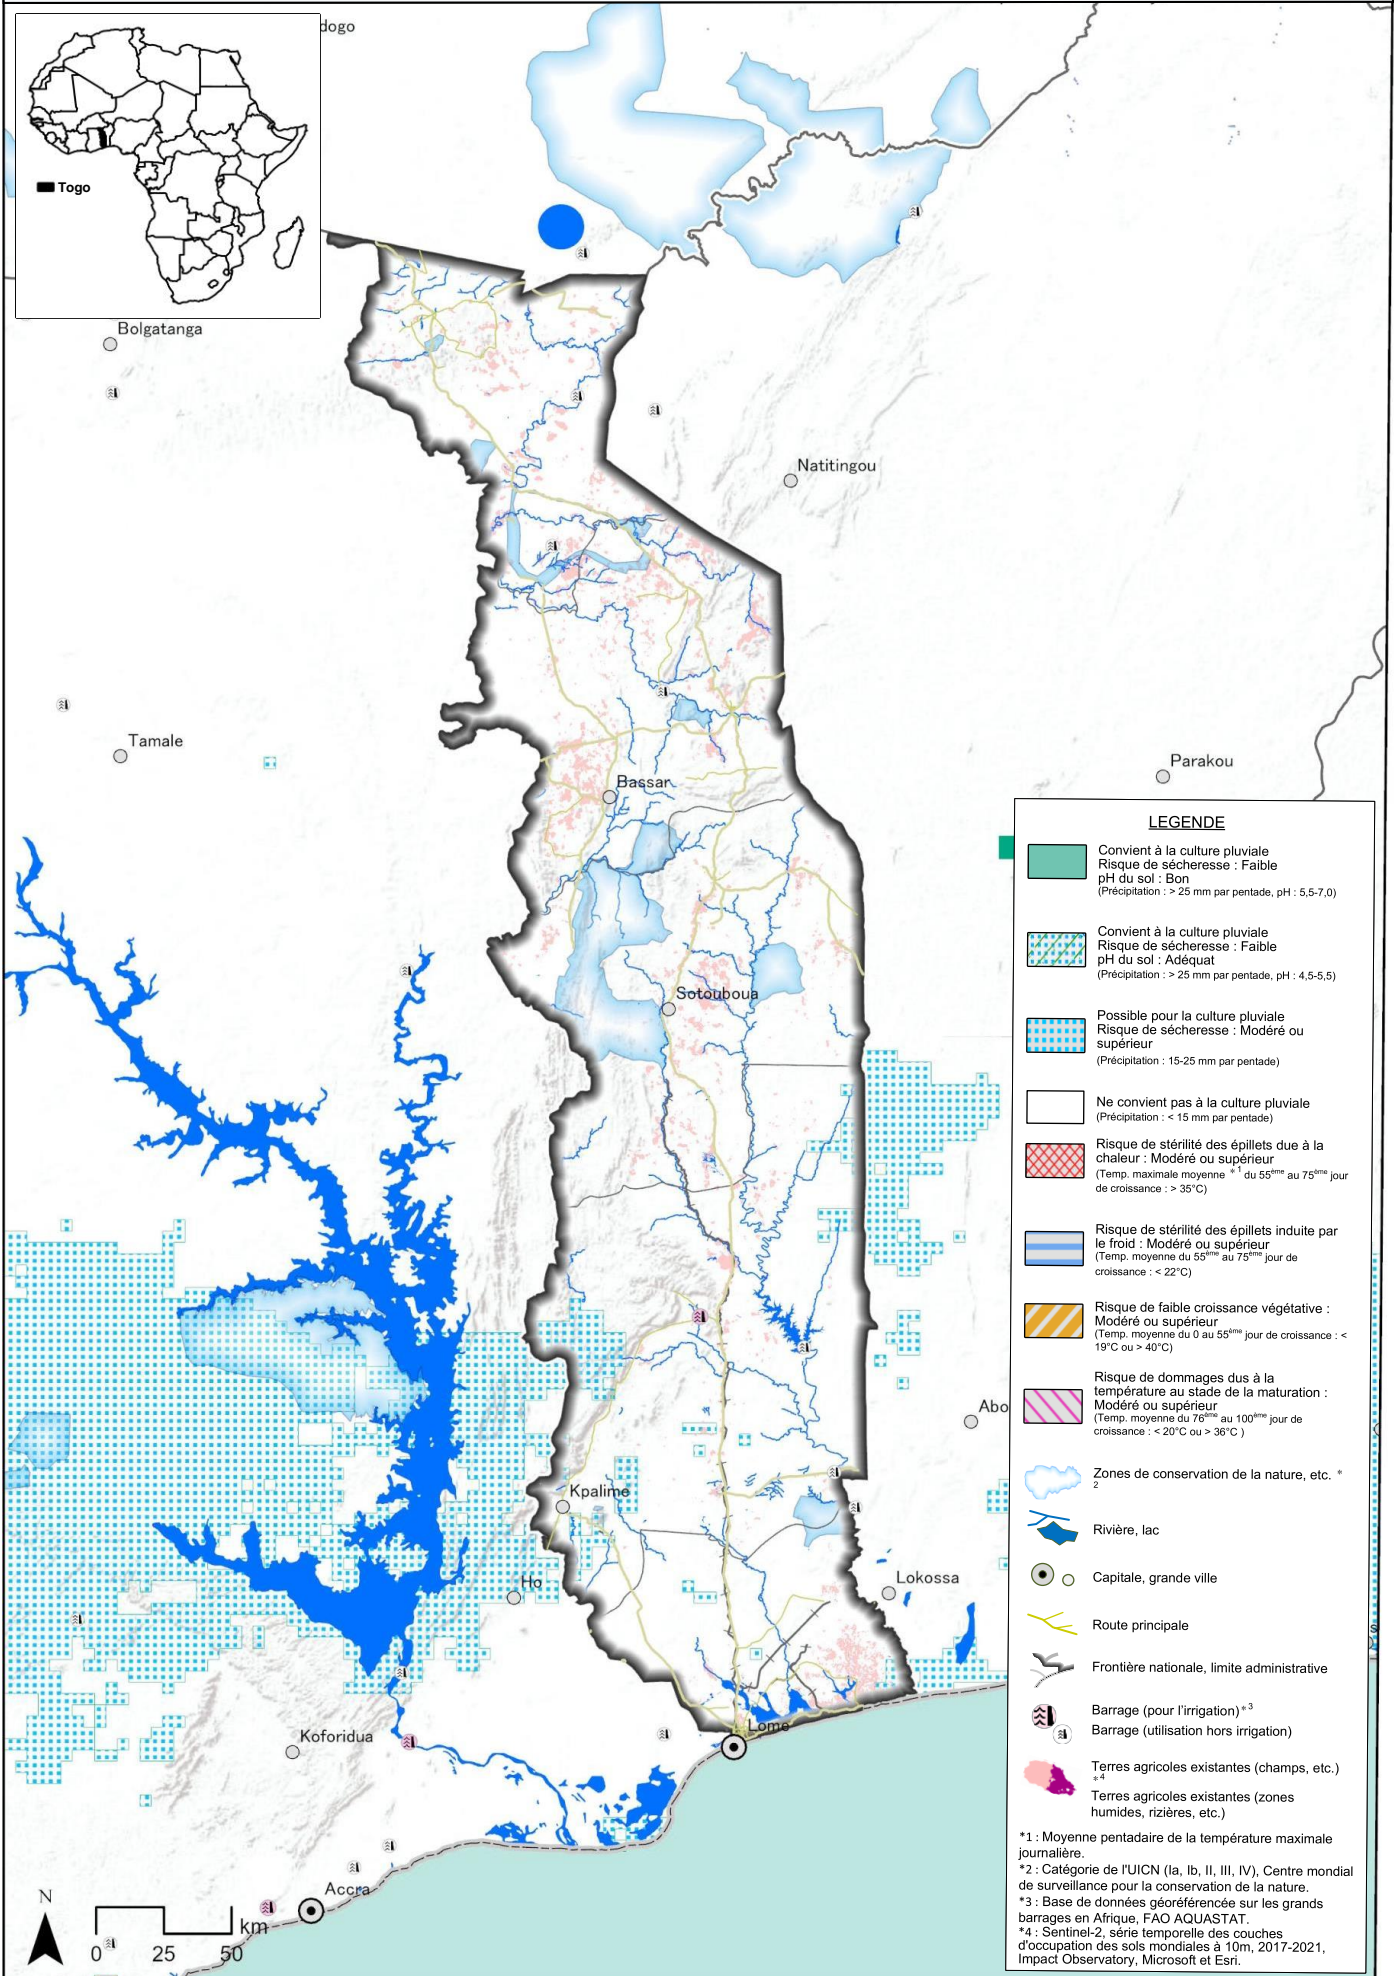 dogo
Togo
Bolgatanga
Natitingou
Tamale
Parakou
Bassar
Sotouboua
Abo
Kpalime
Ho
Lokossa
Koforidua
Lome
Accra
N
km
0 25 50
LEGENDE
Convient à la culture pluviale
Risque de sécheresse : Faible
pH du sol : Bon
(Précipitation : > 25 mm par pentade, pH : 5,5-7,0)
Convient à la culture pluviale
Risque de sécheresse : Faible
pH du sol : Adéquat
(Précipitation : > 25 mm par pentade, pH : 4,5-5,5)
Possible pour la culture pluviale
Risque de sécheresse : Modéré ou
supérieur
(Précipitation : 15-25 mm par pentade)
Ne convient pas à la culture pluviale
(Précipitation : < 15 mm par pentade)
Risque de stérilité des épillets due à la
chaleur : Modéré ou supérieur
(Temp. maximale moyenne *1 du 55ème au 75ème jour
de croissance : > 35°C)
Risque de stérilité des épillets induite par
le froid : Modéré ou supérieur
(Temp. moyenne du 55ème au 75ème jour de
croissance : < 22°C)
Risque de faible croissance végétative :
Modéré ou supérieur
(Temp. moyenne du 0 au 55ème jour de croissance : <
19°C ou > 40°C)
Risque de dommages dus à la
température au stade de la maturation :
Modéré ou supérieur
(Temp. moyenne du 76ème au 100ème jour de
croissance : < 20°C ou > 36°C )
Zones de conservation de la nature, etc. *
2
Rivière, lac
Capitale, grande ville
Route principale
Frontière nationale, limite administrative
Barrage (pour l'irrigation)*3
Barrage (utilisation hors irrigation)
Terres agricoles existantes (champs, etc.)
*4
Terres agricoles existantes (zones
humides, rizières, etc.)
*1 : Moyenne pentadaire de la température maximale
journalière.
*2 : Catégorie de l'UICN (Ia, Ib, II, III, IV), Centre mondial
de surveillance pour la conservation de la nature.
*3 : Base de données géoréférencée sur les grands
barrages en Afrique, FAO AQUASTAT.
*4 : Sentinel-2, série temporelle des couches
d'occupation des sols mondiales à 10m, 2017-2021,
Impact Observatory, Microsoft et Esri.